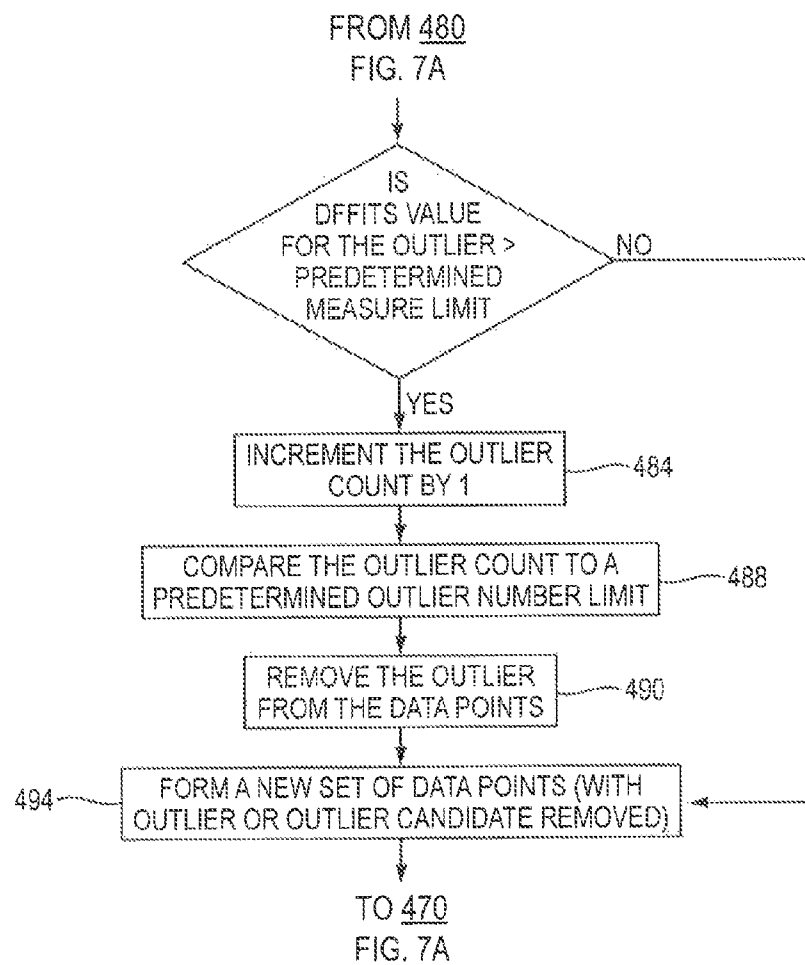 FROM 480
FIG. 7A
IS
DFFITS VALUE
FOR THE OUTLIER >
PREDETERMINED
MEASURE LIMIT
NO
YES
INCREMENT THE OUTLIER
COUNT BY 1
484
COMPARE THE OUTLIER COUNT TO A
PREDETERMINED OUTLIER NUMBER LIMIT
488
REMOVE THE OUTLIER
FROM THE DATA POINTS
490
494
FORM A NEW SET OF DATA POINTS (WITH
OUTLIER OR OUTLIER CANDIDATE REMOVED)
TO 470
FIG. 7A